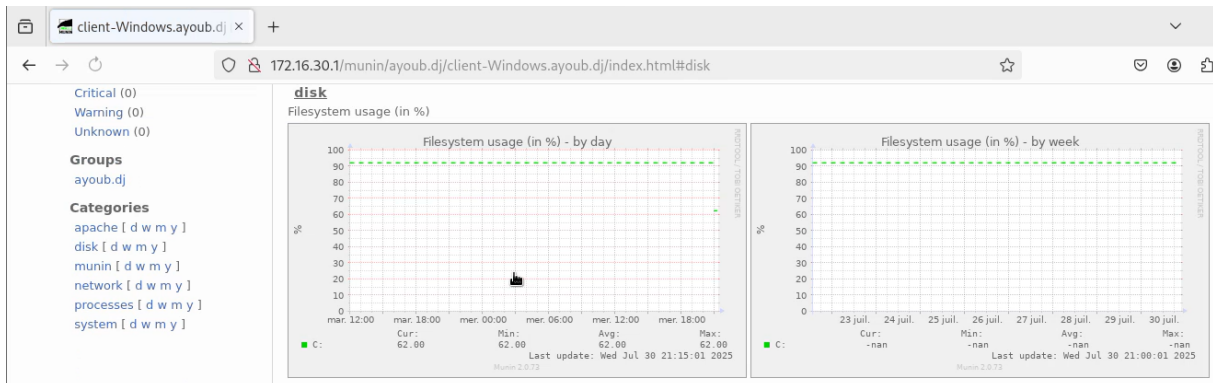 client-Windows.ayoub.dj
172.16.30.1/munin/ayoub.dj/client-Windows.ayoub.dj/index.html#disk
Critical (0)
Warning (0)
Unknown (0)
Groups
ayoub.dj
Categories
apache [ d w m y ]
disk [ d w m y ]
munin [ d w m y ]
network [ d w m y ]
processes [ d w m y ]
system [ d w m y ]
disk
Filesystem usage (in %)
Filesystem usage (in %) - by day
100
90
80
70
60
50
40
30
20
10
0
%
mar. 12:00 mar. 18:00 mer. 00:00 mer. 06:00 mer. 12:00 mer. 18:00
Cur: Min: Avg: Max:
C: 62.00 62.00 62.00 62.00
Last update: Wed Jul 30 21:15:01 2025
Munin 2.0.73
RRDTOOL / TOBI OETIKER
Filesystem usage (in %) - by week
100
90
80
70
60
50
40
30
20
10
0
%
23 juil. 24 juil. 25 juil. 26 juil. 27 juil. 28 juil. 29 juil. 30 juil.
Cur: Min: Avg: Max:
C: -nan -nan -nan -nan
Last update: Wed Jul 30 21:00:01 2025
Munin 2.0.73
RRDTOOL / TOBI OETIKER